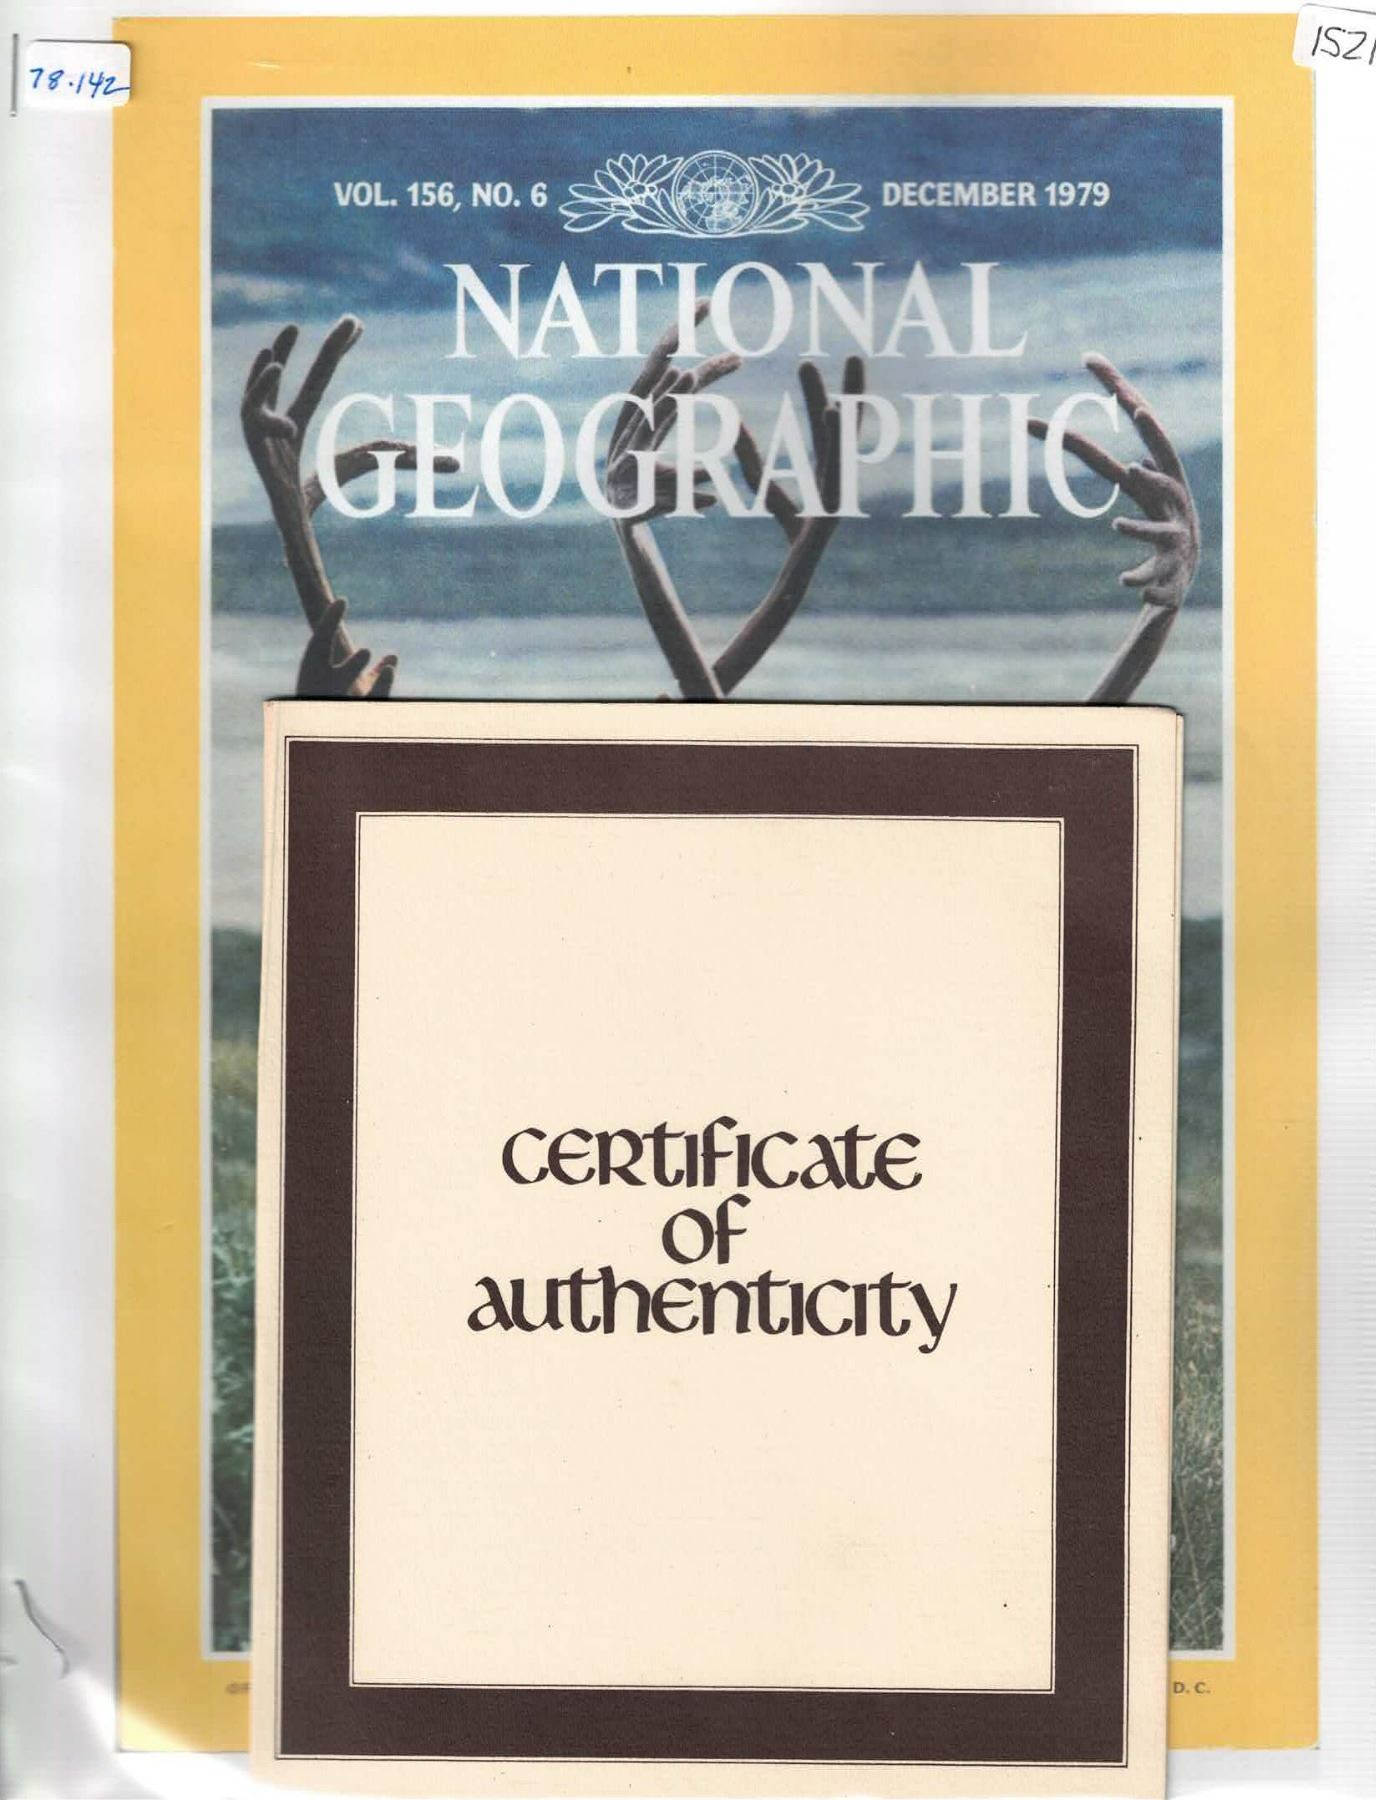 78.142
1521
VOL. 156, NO. 6
DECEMBER 1979
NATIONAL
GEOGRAPHIC
certificate
of
authenticity
D. C.